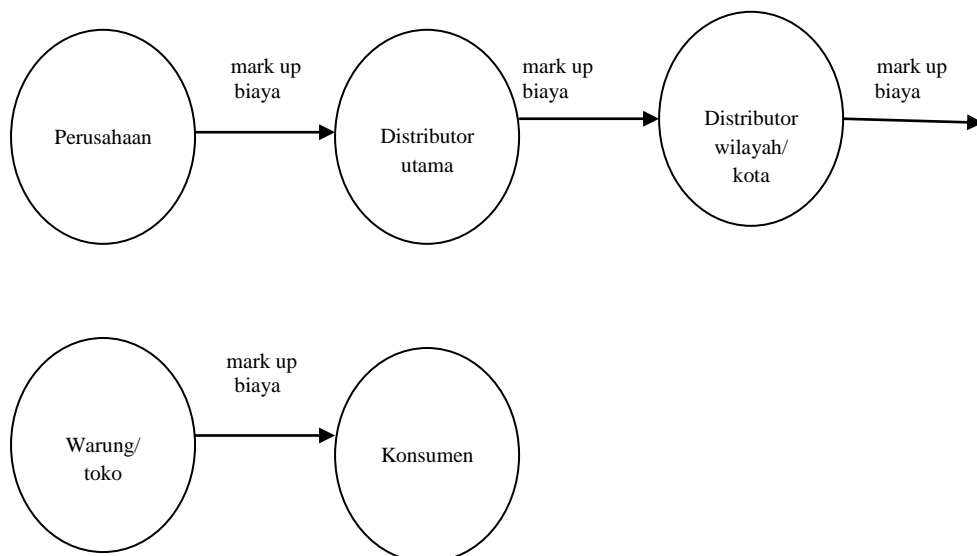 mark up
biaya
mark up
biaya
mark up
biaya
Perusahaan
Distributor
utama
Distributor
wilayah/
kota
mark up
biaya
Warung/
toko
Konsumen